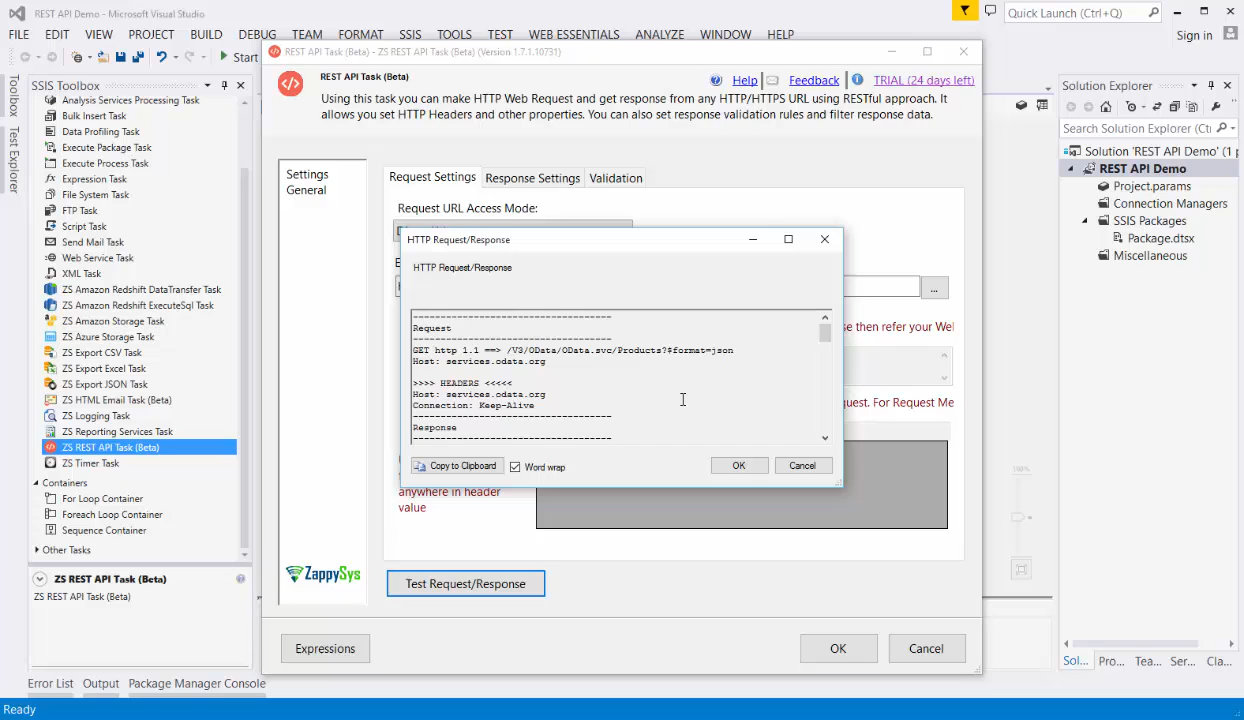 REST API Demo - Microsoft Visual Studio
Quick Launch (Ctrl+Q)
FILE EDIT VIEW PROJECT BUILD DEBUG TEAM FORMAT SSIS TOOLS TEST WEB ESSENTIALS ANALYZE WINDOW HELP
Sign in
Start
Toolbox
Test Explorer
SSIS Toolbox
Analysis Services Processing Task
Bulk Insert Task
Data Profiling Task
Execute Package Task
Execute Process Task
Expression Task
File System Task
FTP Task
Script Task
Send Mail Task
Web Service Task
XML Task
ZS Amazon Redshift DataTransfer Task
ZS Amazon Redshift ExecuteSql Task
ZS Amazon Storage Task
ZS Azure Storage Task
ZS Export CSV Task
ZS Export Excel Task
ZS Export JSON Task
ZS HTML Email Task (Beta)
ZS Logging Task
ZS Reporting Services Task
ZS REST API Task (Beta)
ZS Timer Task
Containers
For Loop Container
Foreach Loop Container
Sequence Container
Other Tasks
ZS REST API Task (Beta)
ZS REST API Task (Beta)
Error List Output Package Manager Console
Ready
REST API Task (Beta) - ZS REST API Task (Beta) (Version 1.7.1.10731)
REST API Task (Beta)
Help
Feedback
TRIAL (24 days left)
Using this task you can make HTTP Web Request and get response from any HTTP/HTTPS URL using RESTful approach. It
allows you set HTTP Headers and other properties. You can also set response validation rules and filter response data.
Settings
General
Request Settings Response Settings Validation
Request URL Access Mode:
...
se then refer your Wel
quest. For Request Me
anywhere in header
value
ZappySys
Test Request/Response
Expressions
OK
Cancel
HTTP Request/Response
HTTP Request/Response
---------------------------------------
Request
---------------------------------------
GET http 1.1 ==> /V3/OData/OData.svc/Products?$format=json
Host: services.odata.org
>>>> HEADERS <<<<<
Host: services.odata.org
Connection: Keep-Alive
---------------------------------------
Response
---------------------------------------
Copy to Clipboard
Word wrap
OK
Cancel
100%
Solution Explorer
Search Solution Explorer (Ctrl
Solution 'REST API Demo' (1 p
REST API Demo
Project.params
Connection Managers
SSIS Packages
Package.dtsx
Miscellaneous
Sol... Pro... Tea... Ser... Cla...